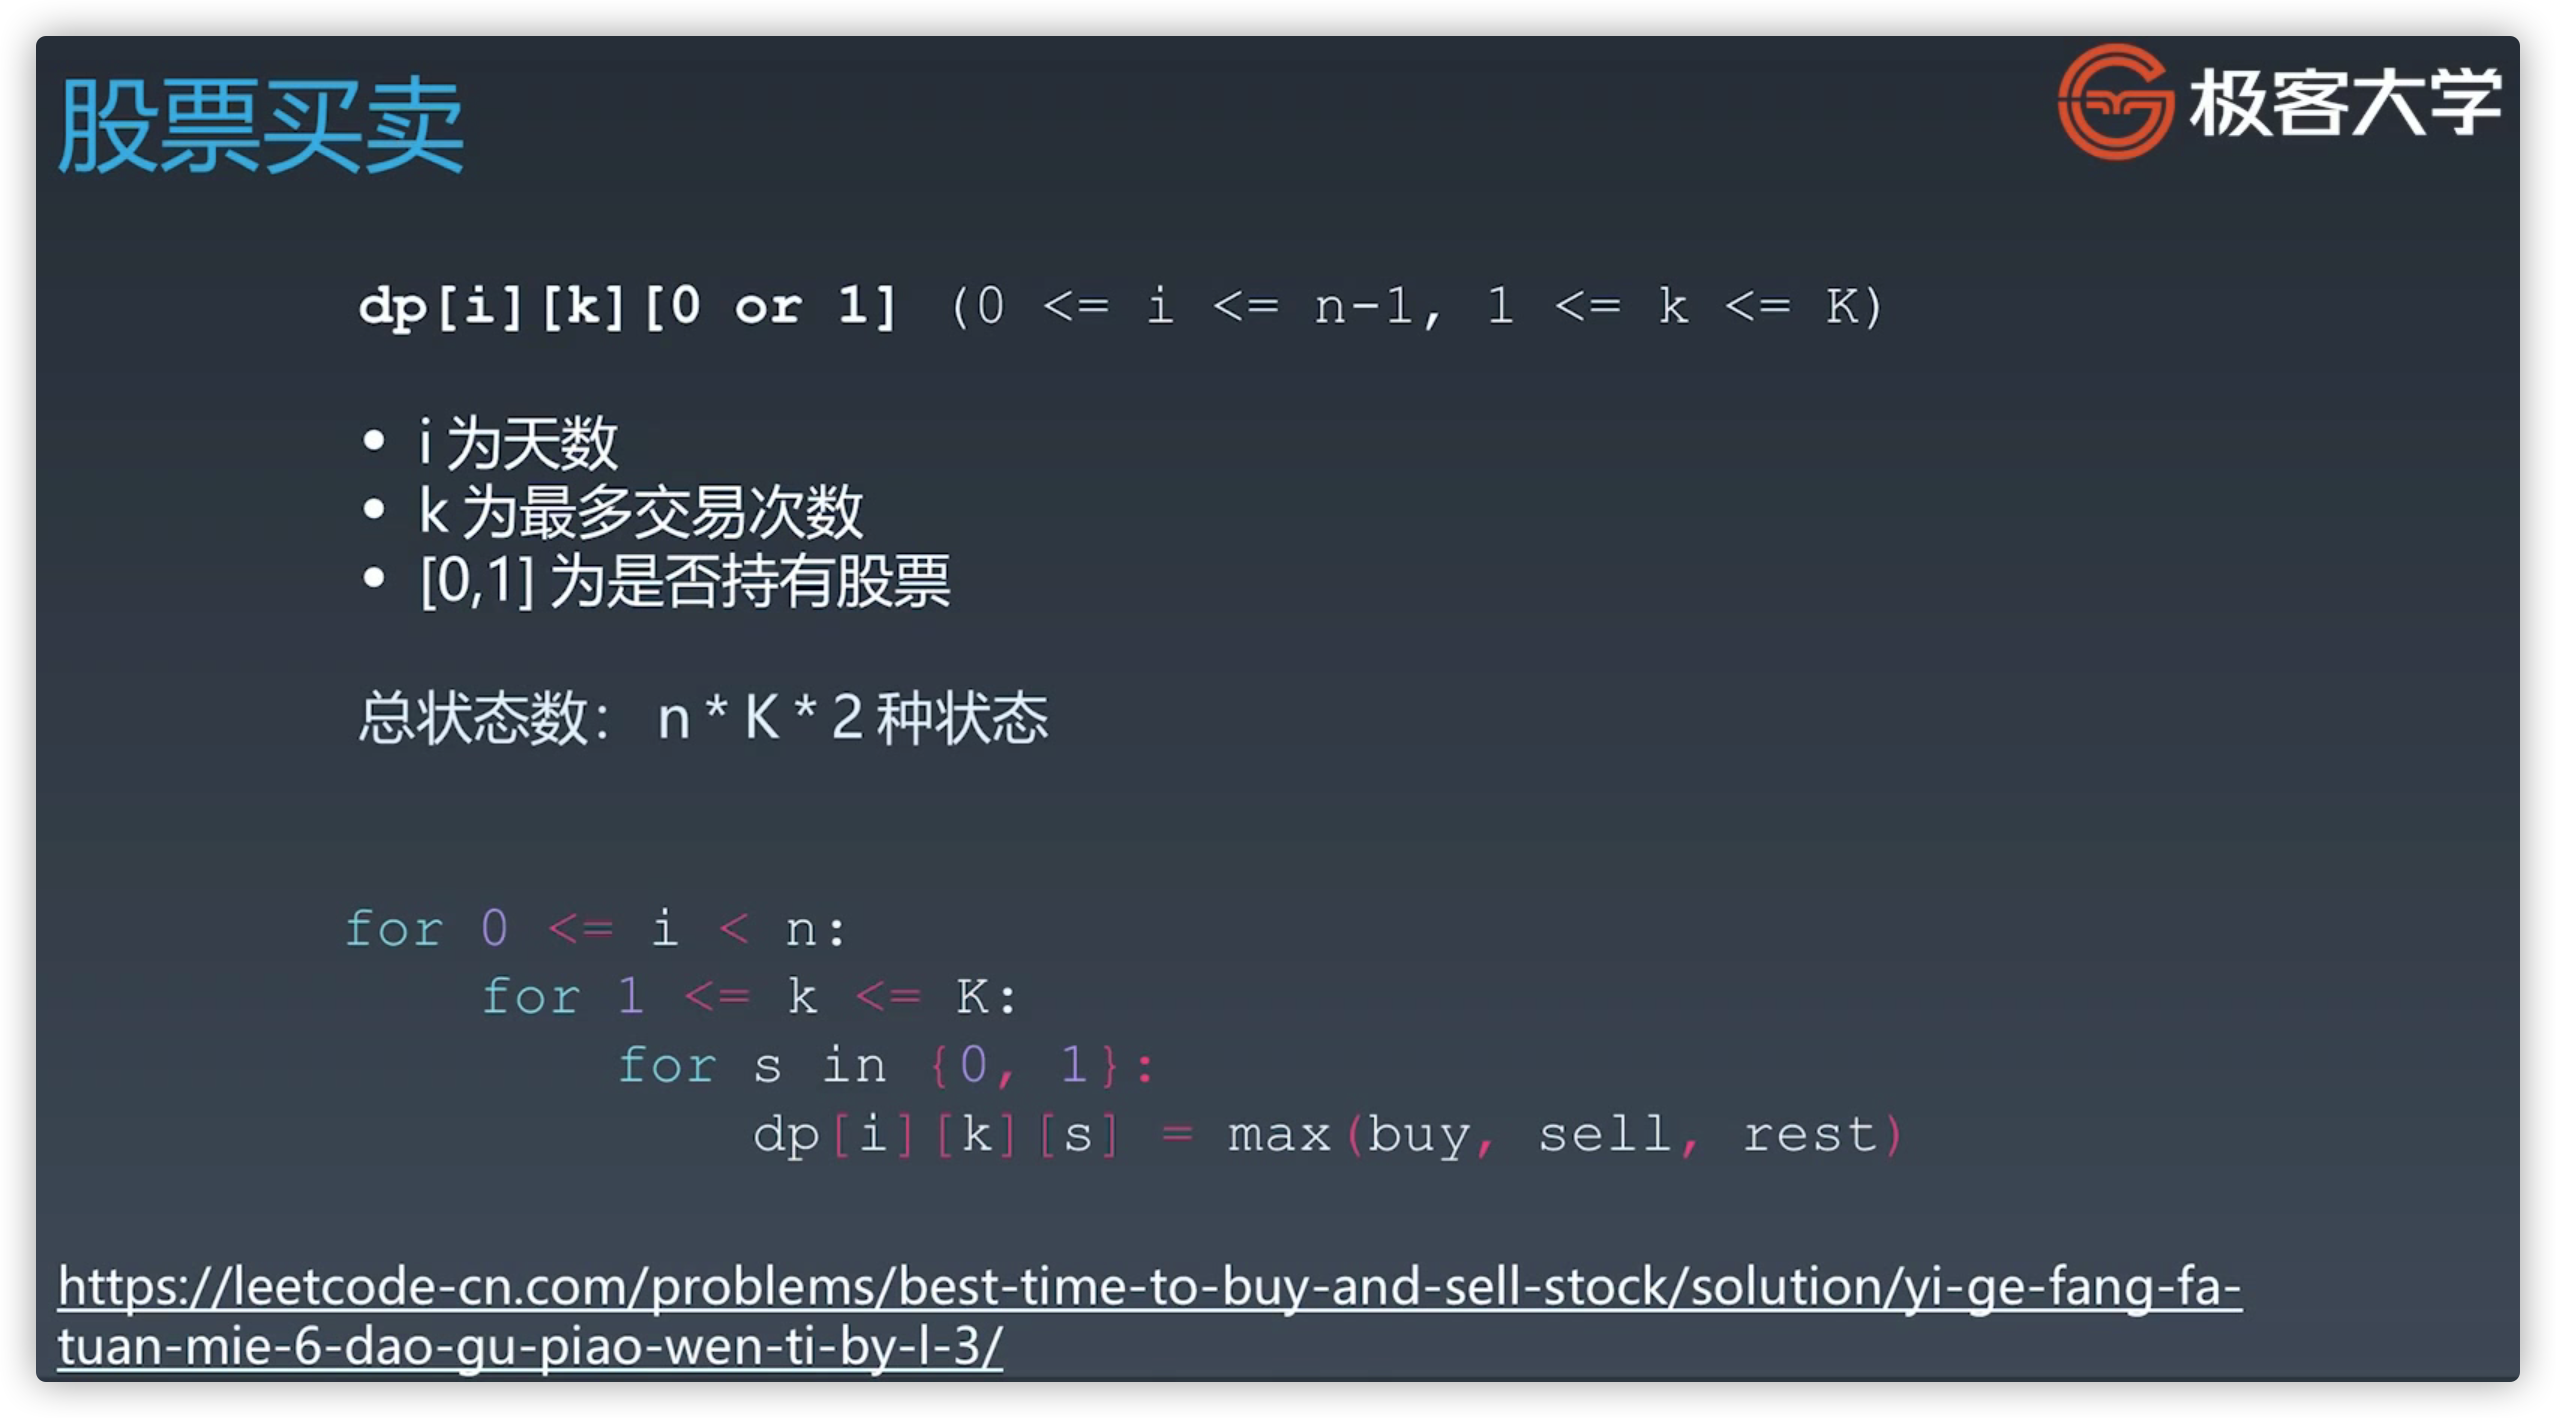 股票买卖
极客大学
dp[i][k][0 or 1] (0 <= i <= n-1, 1 <= k <= K)
• i 为天数
• k 为最多交易次数
• [0,1] 为是否持有股票
总状态数： n * K * 2 种状态
for 0 <= i < n:
    for 1 <= k <= K:
        for s in {0, 1}:
            dp[i][k][s] = max(buy, sell, rest)
https://leetcode-cn.com/problems/best-time-to-buy-and-sell-stock/solution/yi-ge-fang-fa-
tuan-mie-6-dao-gu-piao-wen-ti-by-l-3/